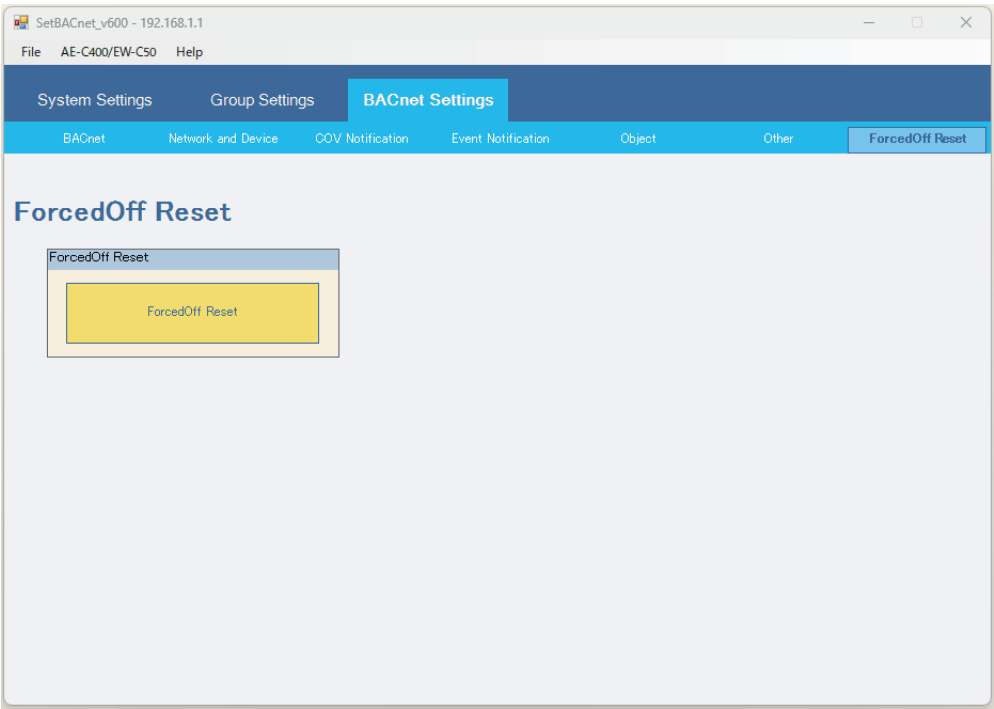 SetBACnet_v600 - 192.168.1.1
File AE-C400/EW-C50 Help
System Settings Group Settings BACnet Settings
BACnet Network and Device COV Notification Event Notification Object Other ForcedOff Reset
ForcedOff Reset
ForcedOff Reset
ForcedOff Reset